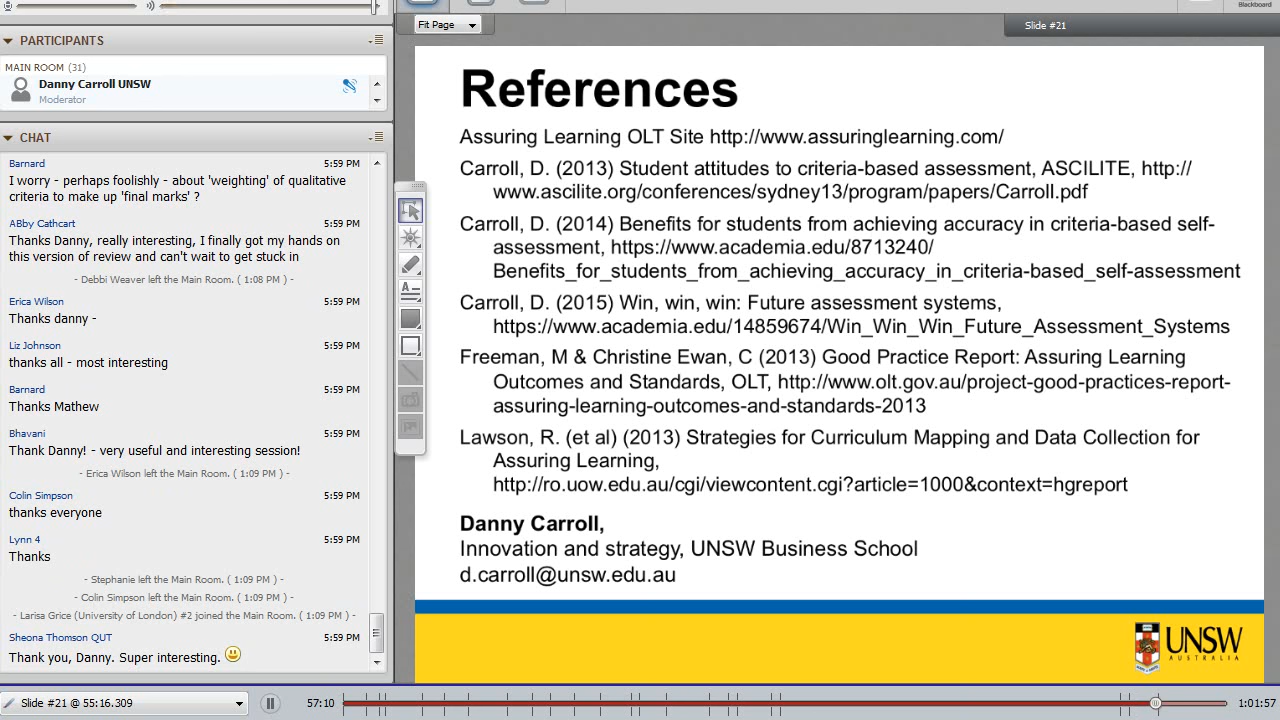 Blackboard
Fit Page
Slide #21
PARTICIPANTS
MAIN ROOM (31)
Danny Carroll UNSW
Moderator
CHAT
Barnard 5:59 PM
I worry - perhaps foolishly - about 'weighting' of qualitative
criteria to make up 'final marks' ?
ABby Cathcart 5:59 PM
Thanks Danny, really interesting, I finally got my hands on
this version of review and can't wait to get stuck in
- Debbi Weaver left the Main Room. ( 1:08 PM ) -
Erica Wilson 5:59 PM
Thanks danny -
Liz Johnson 5:59 PM
thanks all - most interesting
Barnard 5:59 PM
Thanks Mathew
Bhavani 5:59 PM
Thank Danny! - very useful and interesting session!
- Erica Wilson left the Main Room. ( 1:09 PM ) -
Colin Simpson 5:59 PM
thanks everyone
Lynn 4 5:59 PM
Thanks
- Stephanie left the Main Room. ( 1:09 PM ) -
- Colin Simpson left the Main Room. ( 1:09 PM ) -
- Larisa Grice (University of London) #2 joined the Main Room. ( 1:09 PM ) -
Sheona Thomson QUT 5:59 PM
Thank you, Danny. Super interesting.
References
Assuring Learning OLT Site http://www.assuringlearning.com/
Carroll, D. (2013) Student attitudes to criteria-based assessment, ASCILITE, http://
www.ascilite.org/conferences/sydney13/program/papers/Carroll.pdf
Carroll, D. (2014) Benefits for students from achieving accuracy in criteria-based self-
assessment, https://www.academia.edu/8713240/
Benefits_for_students_from_achieving_accuracy_in_criteria-based_self-assessment
Carroll, D. (2015) Win, win, win: Future assessment systems,
https://www.academia.edu/14859674/Win_Win_Win_Future_Assessment_Systems
Freeman, M & Christine Ewan, C (2013) Good Practice Report: Assuring Learning
Outcomes and Standards, OLT, http://www.olt.gov.au/project-good-practices-report-
assuring-learning-outcomes-and-standards-2013
Lawson, R. (et al) (2013) Strategies for Curriculum Mapping and Data Collection for
Assuring Learning,
http://ro.uow.edu.au/cgi/viewcontent.cgi?article=1000&context=hgreport
Danny Carroll,
Innovation and strategy, UNSW Business School
d.carroll@unsw.edu.au
UNSW
AUSTRALIA
Slide #21 @ 55:16.309
57:10
1:01:57